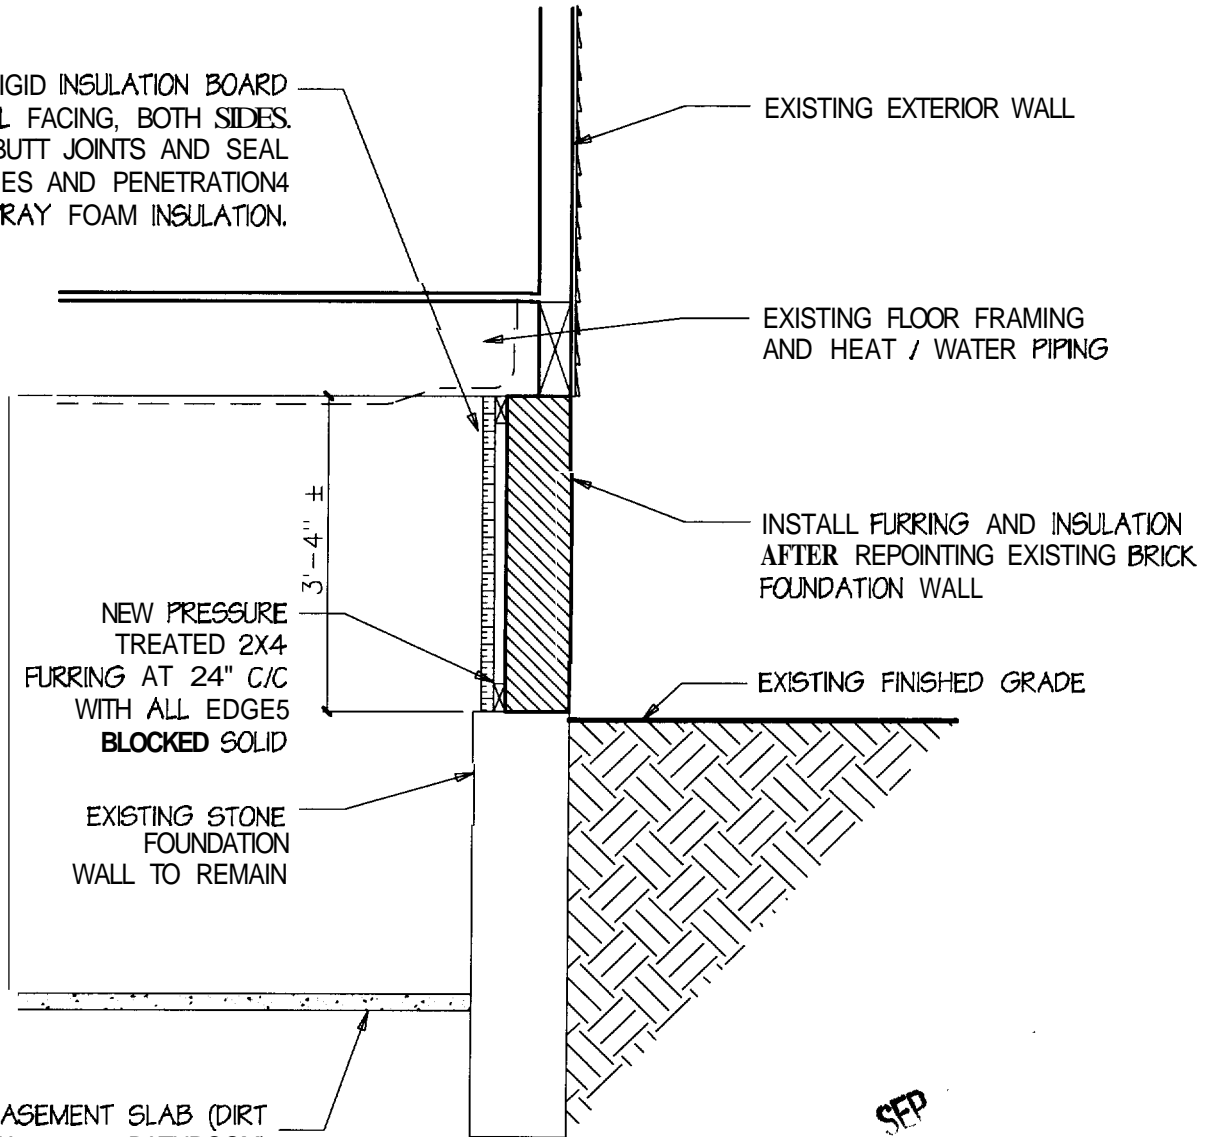 IGID INSULATION BOARD
L FACING, BOTH SIDES.
BUTT JOINTS AND SEAL
ES AND PENETRATION4
RAY FOAM INSULATION.
EXISTING EXTERIOR WALL
EXISTING FLOOR FRAMING
AND HEAT / WATER PIPING
3'-4" ±
INSTALL FURRING AND INSULATION
AFTER REPOINTING EXISTING BRICK
FOUNDATION WALL
NEW PRESSURE
TREATED 2X4
FURRING AT 24" C/C
WITH ALL EDGE5
BLOCKED SOLID
EXISTING FINISHED GRADE
EXISTING STONE
FOUNDATION
WALL TO REMAIN
ASEMENT SLAB (DIRT
SEP